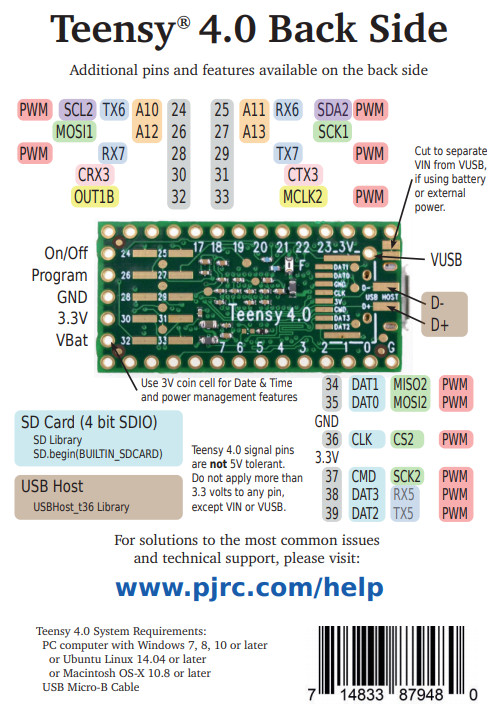 Teensy® 4.0 Back Side
Additional pins and features available on the back side
PWM SCL2 TX6 A10 24 25 A11 RX6 SDA2 PWM
MOSI1 A12 26 27 A13 SCK1
PWM RX7 28 29 TX7 PWM
CRX3 30 31 CTX3
OUT1B 32 33 MCLK2 PWM
Cut to separate
VIN from VUSB,
if using battery
or external
power.
On/Off
Program
GND
3.3V
VBat
17 18 19 20 21 22 23 3V
24 25
26 27
28 29
30 31
32 33
F
DAT1
DAT0
GND
CLK
3V
CMD
DAT3
DAT2
D-
USB HOST
D+
Teensy 4.0
7 6 5 4 3 2 1 0 G
VUSB
D-
D+
Use 3V coin cell for Date & Time
and power management features
34 DAT1 MISO2 PWM
35 DAT0 MOSI2 PWM
GND
36 CLK CS2 PWM
3.3V
37 CMD SCK2 PWM
38 DAT3 RX5 PWM
39 DAT2 TX5 PWM
SD Card (4 bit SDIO)
SD Library
SD.begin(BUILTIN_SDCARD)
USB Host
USBHost_t36 Library
Teensy 4.0 signal pins
are not 5V tolerant.
Do not apply more than
3.3 volts to any pin,
except VIN or VUSB.
For solutions to the most common issues
and technical support, please visit:
www.pjrc.com/help
Teensy 4.0 System Requirements:
PC computer with Windows 7, 8, 10 or later
or Ubuntu Linux 14.04 or later
or Macintosh OS-X 10.8 or later
USB Micro-B Cable
7 14833 87948 0